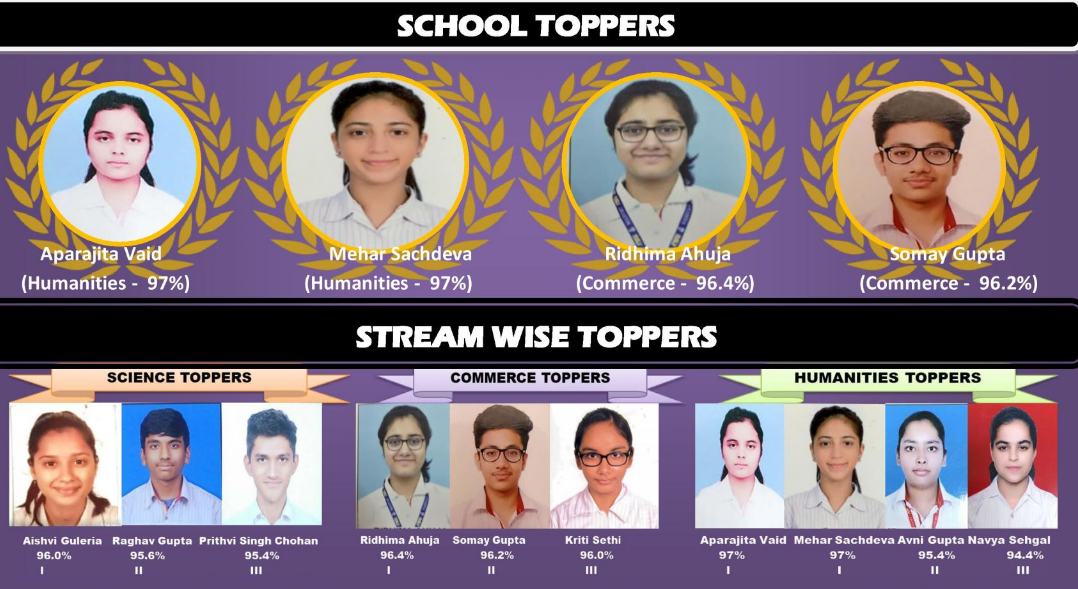 SCHOOL TOPPERS
Aparajita Vaid
(Humanities - 97%)
Mehar Sachdeva
(Humanities - 97%)
Ridhima Ahuja
(Commerce - 96.4%)
Somay Gupta
(Commerce - 96.2%)
STREAM WISE TOPPERS
SCIENCE TOPPERS
Aishvi Guleria
96.0%
I
Raghav Gupta
95.6%
II
Prithvi Singh Chohan
95.4%
III
COMMERCE TOPPERS
Ridhima Ahuja
96.4%
I
Somay Gupta
96.2%
II
Kriti Sethi
96.0%
III
HUMANITIES TOPPERS
Aparajita Vaid
97%
I
Mehar Sachdeva
97%
I
Avni Gupta
95.4%
II
Navya Sehgal
94.4%
III